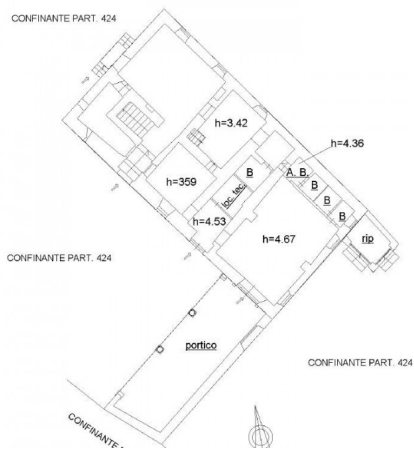 CONFINANTE PART. 424
h=3.42
h=4.36
A. B.
h=359
B
loc. tec.
B
B
B
h=4.53
h=4.67
rip
CONFINANTE PART. 424
portico
CONFINANTE PART. 424
CONFINANTE